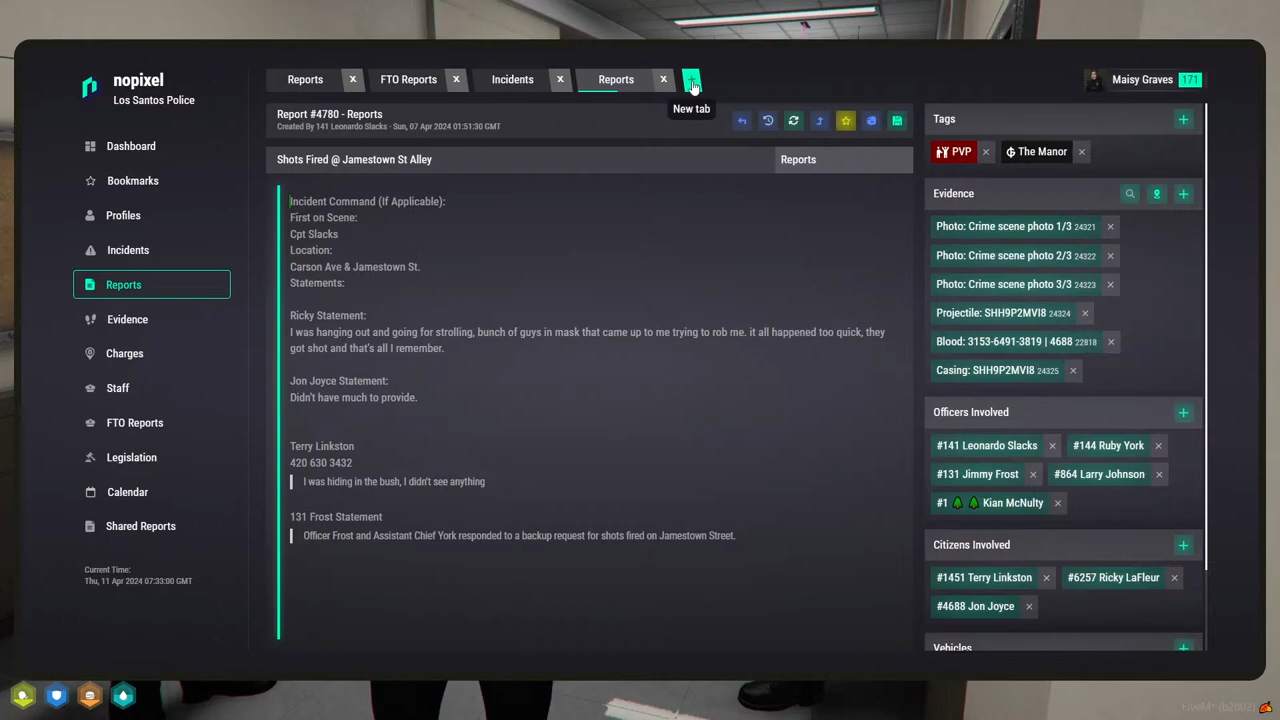 nopixel
Los Santos Police
Reports x
FTO Reports x
Incidents x
Reports x
+
New tab
Maisy Graves 171
Dashboard
Bookmarks
Profiles
Incidents
Reports
Evidence
Charges
Staff
FTO Reports
Legislation
Calendar
Shared Reports
Current Time:
Thu, 11 Apr 2024 07:33:00 GMT
Report #4780 - Reports
Created By 141 Leonardo Slacks · Sun, 07 Apr 2024 01:51:30 GMT
Shots Fired @ Jamestown St Alley
Reports
Incident Command (If Applicable):
First on Scene:
Cpt Slacks
Location:
Carson Ave & Jamestown St.
Statements:
Ricky Statement:
I was hanging out and going for strolling, bunch of guys in mask that came up to me trying to rob me. it all happened too quick, they
got shot and that's all I remember.
Jon Joyce Statement:
Didn't have much to provide.
Terry Linkston
420 630 3432
I was hiding in the bush, I didn't see anything
131 Frost Statement
Officer Frost and Assistant Chief York responded to a backup request for shots fired on Jamestown Street.
Tags
PVP × The Manor ×
Evidence
Photo: Crime scene photo 1/3 24321 ×
Photo: Crime scene photo 2/3 24322 ×
Photo: Crime scene photo 3/3 24323 ×
Projectile: SHH9P2MVI8 24324 ×
Blood: 3153-6491-3819 | 4688 22818 ×
Casing: SHH9P2MVI8 24325 ×
Officers Involved
#141 Leonardo Slacks × #144 Ruby York ×
#131 Jimmy Frost × #864 Larry Johnson ×
#1 🌲 🌲 Kian McNulty ×
Citizens Involved
#1451 Terry Linkston × #6257 Ricky LaFleur ×
#4688 Jon Joyce ×
Vehicles
FiveM* (b2802)